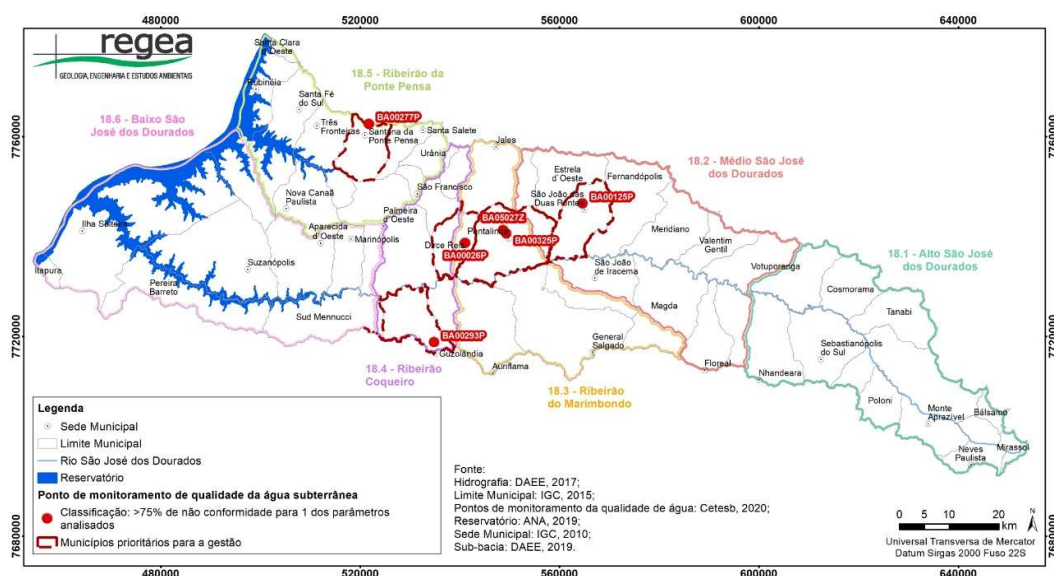 480000 520000 560000 600000 640000
regea
GEOLOGIA, ENGENHARIA E ESTUDOS AMBIENTAIS
Santa Clara
d'Oeste
18.5 - Ribeirão da
Ponte Pensa
Rubinéia
Santa Fé
do Sul
BA00277P
18.6 - Baixo São
José dos Dourados
Três
Fronteiras
Santana da
Ponte Pensa
Santa Salete
Urânia
Jales
18.2 - Médio São José
dos Dourados
7760000
7760000
Estrela
d'Oeste
Fernandópolis
São Francisco
São João das
Duas Pontes
BA00125P
Nova Canaã
Paulista
Palmeira
d'Oeste
BA05027Z
Pontalinda
BA00325P
Ilha Solteira
Aparecida
d'Oeste
Marinópolis
Dirce Reis
BA00026P
Meridiano
Valentim
Gentil
18.1 - Alto São José
dos Dourados
Itapura
Suzanápolis
São João
de Iracema
Votuporanga
Pereira
Barreto
Cosmorama
Sud Mennucci
Magda
Tanabi
7720000
7720000
BA00293P
Guzolândia
General
Salgado
Sebastianópolis
do Sul
18.4 - Ribeirão
Coqueiro
Auriflama
Floreal
Nhandeara
18.3 - Ribeirão
do Marimbondo
Poloni
Monte
Aprazível
Bálsamo
Neves
Paulista
Mirassol
Legenda
Sede Municipal
Limite Municipal
Rio São José dos Dourados
Reservatório
Ponto de monitoramento de qualidade da água subterrânea
Classificação: >75% de não conformidade para 1 dos parâmetros
analisados
Municípios prioritários para a gestão
Fonte:
Hidrografia: DAEE, 2017;
Limite Municipal: IGC, 2015;
Pontos de monitoramento da qualidade de água: Cetesb, 2020;
Reservatório: ANA, 2019;
Sede Municipal: IGC, 2010;
Sub-bacia: DAEE, 2019.
0 5 10 20
km
N
Universal Transversa de Mercator
Datum Sirgas 2000 Fuso 22S
7680000
7680000
480000 520000 560000 600000 640000